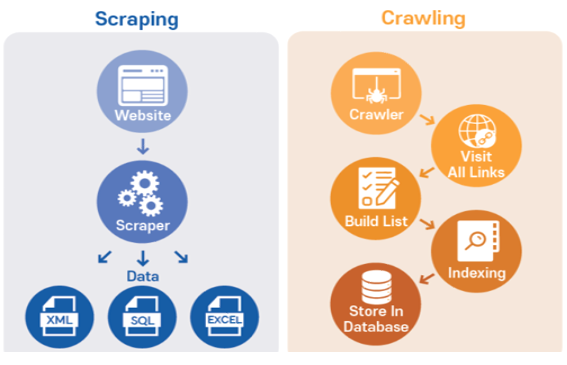 Scraping
Website
Scraper
Data
XML
SQL
EXCEL
Crawling
Crawler
Visit
All Links
Build List
Indexing
Store In
Database